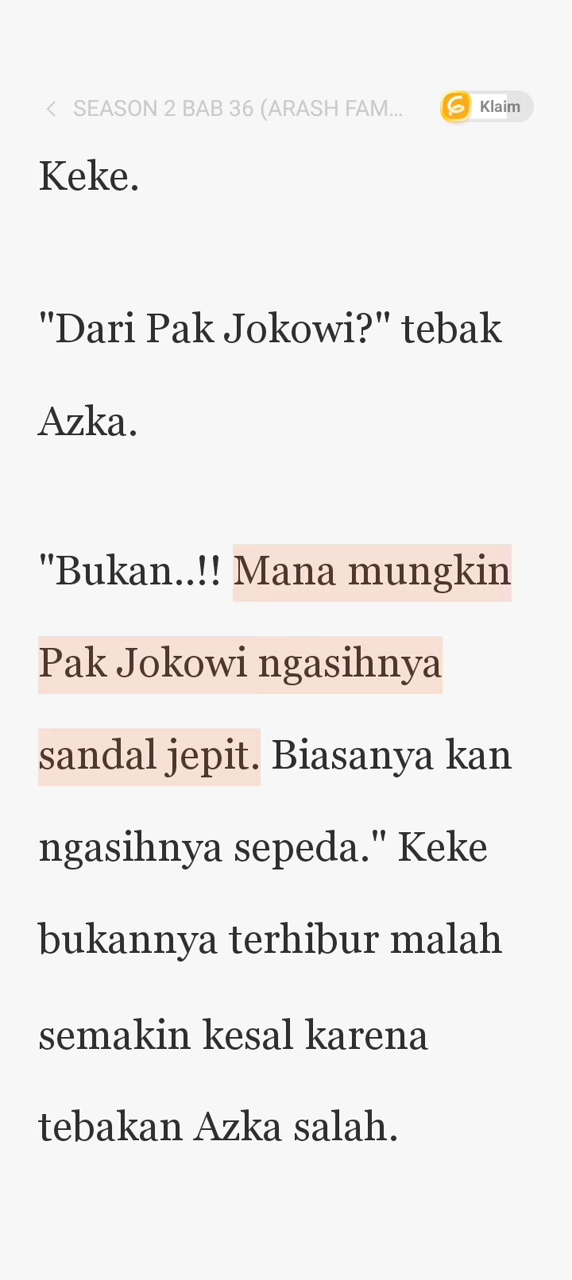 SEASON 2 BAB 36 (ARASH FAM...
Klaim
Keke.
"Dari Pak Jokowi?" tebak
Azka.
"Bukan..!! Mana mungkin
Pak Jokowi ngasihnya
sandal jepit. Biasanya kan
ngasihnya sepeda." Keke
bukannya terhibur malah
semakin kesal karena
tebakan Azka salah.